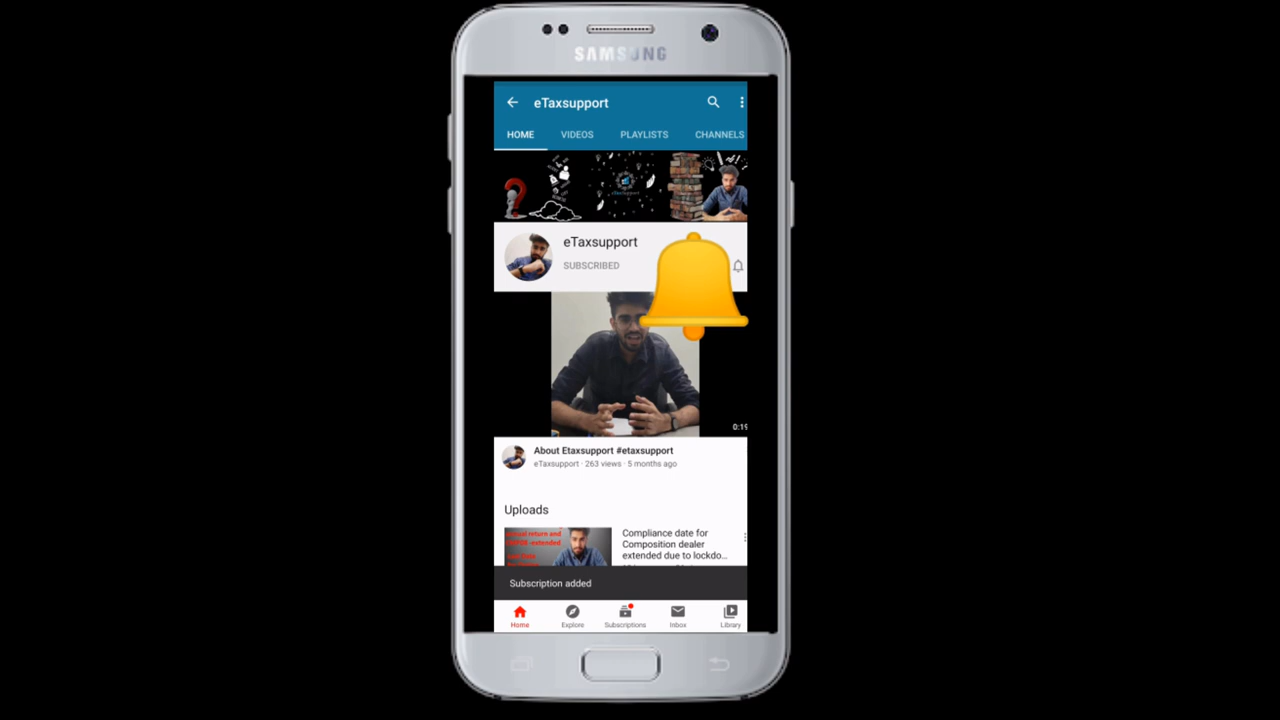 SAMSUNG
eTaxsupport
HOME VIDEOS PLAYLISTS CHANNELS
eTaxsupport
SUBSCRIBED
0:19
About Etaxsupport #etaxsupport
eTaxsupport · 263 views · 5 months ago
Uploads
Compliance date for
Composition dealer
extended due to lockdo...
Subscription added
Home Explore Subscriptions Inbox Library